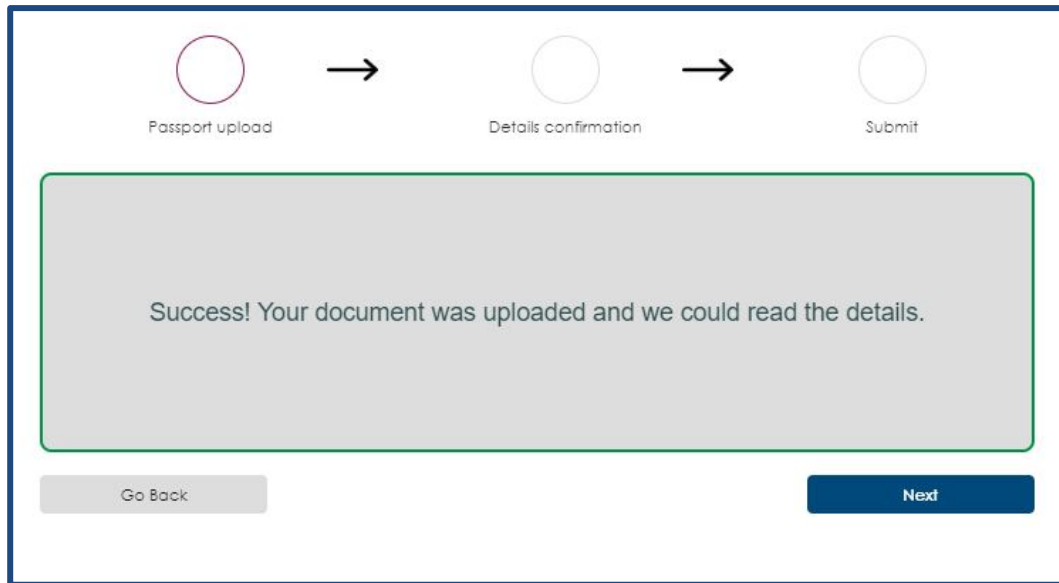 Passport upload
Details confirmation
Submit
Success! Your document was uploaded and we could read the details.
Go Back
Next